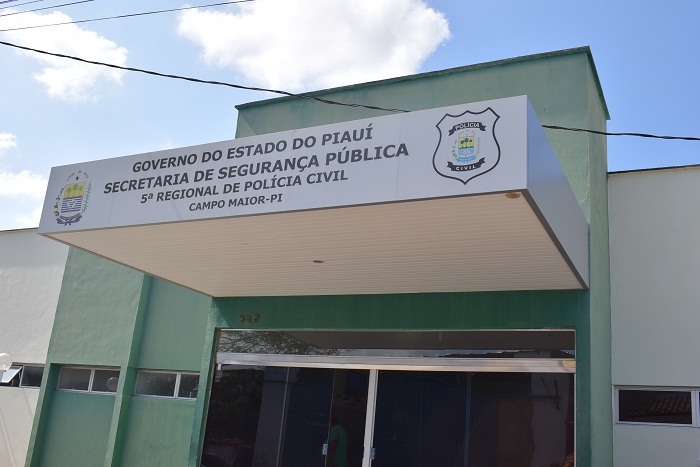 GOVERNO DO ESTADO DO PIAUÍ
SECRETARIA DE SEGURANÇA PÚBLICA
5ª REGIONAL DE POLÍCIA CIVIL
CAMPO MAIOR-PI
POLÍCIA
CIVIL
332